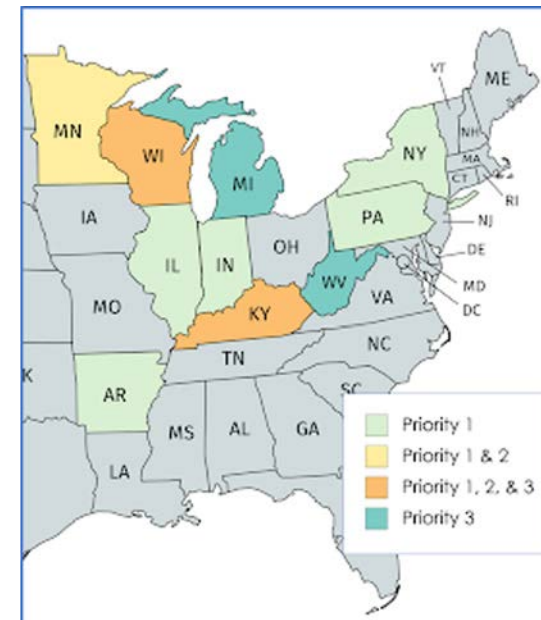 VT
ME
MN
NH
WI
NY
MA
MI
CT
RI
PA
IA
NJ
OH
IL
IN
DE
WV
MD
MO
KY
VA
DC
TN
NC
K
AR
SC
MS
AL
GA
LA
Priority 1
Priority 1 & 2
Priority 1, 2, & 3
Priority 3